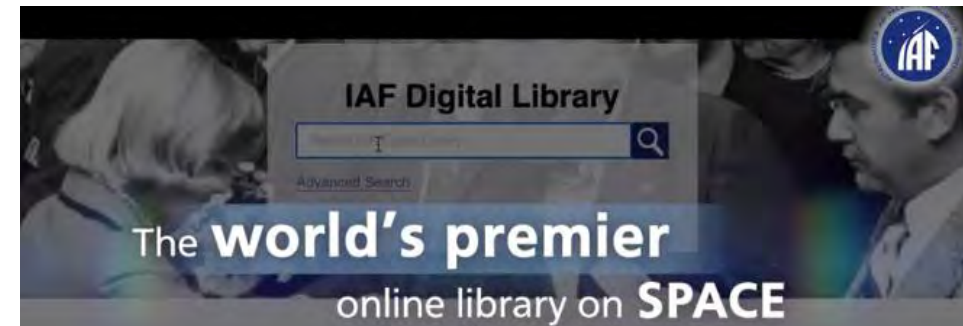 IAF
IAF Digital Library
Advanced Search
The world's premier
online library on SPACE